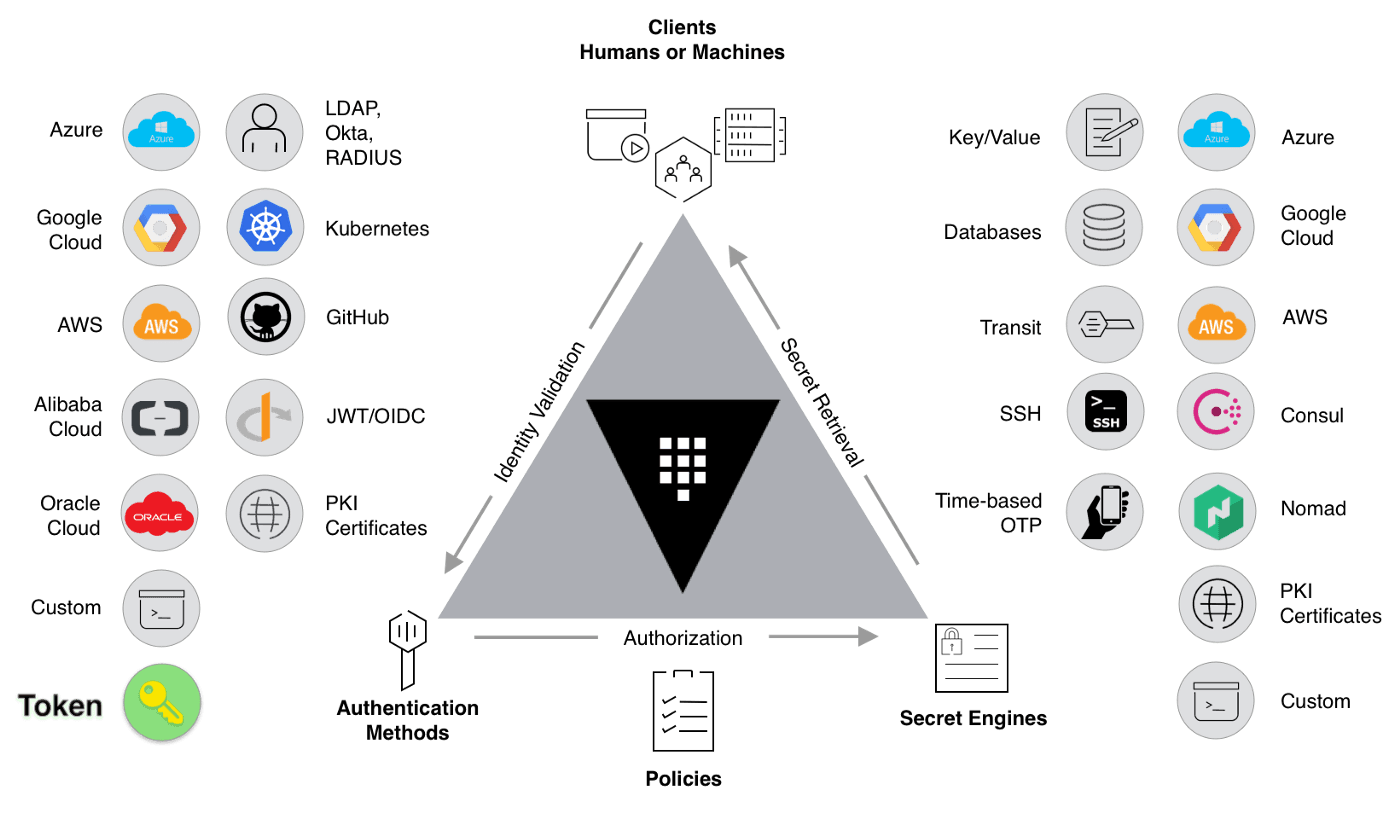 Clients
Humans or Machines
Azure
Azure
LDAP,
Okta,
RADIUS
Google
Cloud
Kubernetes
AWS
AWS
GitHub
Alibaba
Cloud
JWT/OIDC
Oracle
Cloud
ORACLE
PKI
Certificates
Custom
>_
Token
Identity Validation
Secret Retrieval
Authorization
Authentication
Methods
Policies
Secret Engines
Key/Value
Azure
Azure
Databases
Google
Cloud
Transit
AWS
AWS
SSH
>_
SSH
Consul
Time-based
OTP
Nomad
PKI
Certificates
>_
Custom